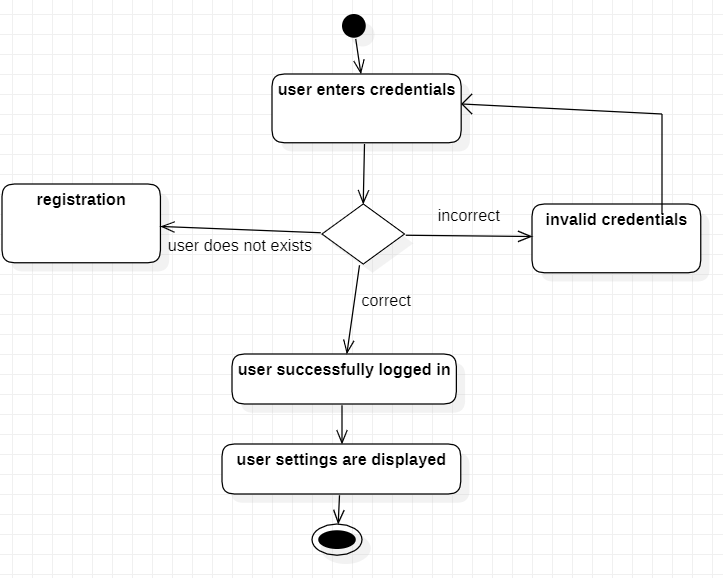 user enters credentials
registration
incorrect
invalid credentials
user does not exists
correct
user successfully logged in
user settings are displayed